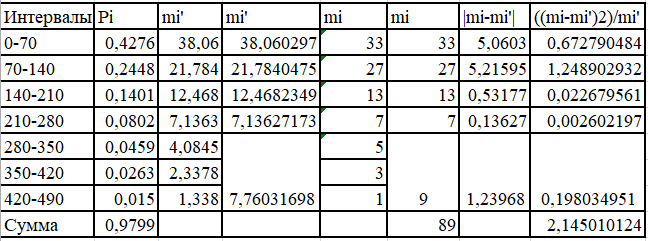 Интервалы Pi mi' mi' mi mi |mi-mi'| ((mi-mi')2)/mi'
0-70 0,4276 38,06 38,060297 33 33 5,0603 0,672790484
70-140 0,2448 21,784 21,7840475 27 27 5,21595 1,248902932
140-210 0,1401 12,468 12,4682349 13 13 0,53177 0,022679561
210-280 0,0802 7,1363 7,13627173 7 7 0,13627 0,002602197
280-350 0,0459 4,0845 5
350-420 0,0263 2,3378 3
420-490 0,015 1,338 7,76031698 1 9 1,23968 0,198034951
Сумма 0,9799 89 2,145010124